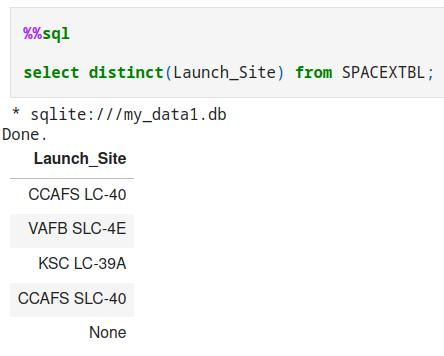 %%sql
select distinct(Launch_Site) from SPACEXTBL;
* sqlite:///my_data1.db
Done.
Launch_Site
CCAFS LC-40
VAFB SLC-4E
KSC LC-39A
CCAFS SLC-40
None